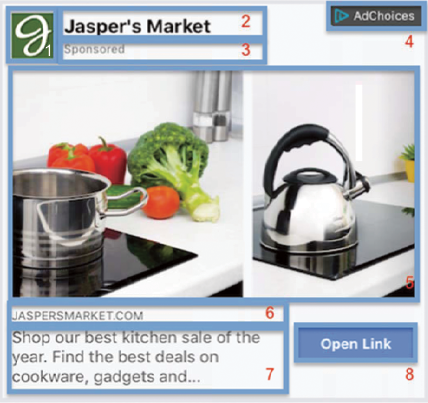 1
Jasper's Market 2
Sponsored 3
AdChoices
4
5
JASPERSMARKET.COM 6
Shop our best kitchen sale of the
year. Find the best deals on
cookware, gadgets and... 7
Open Link
8